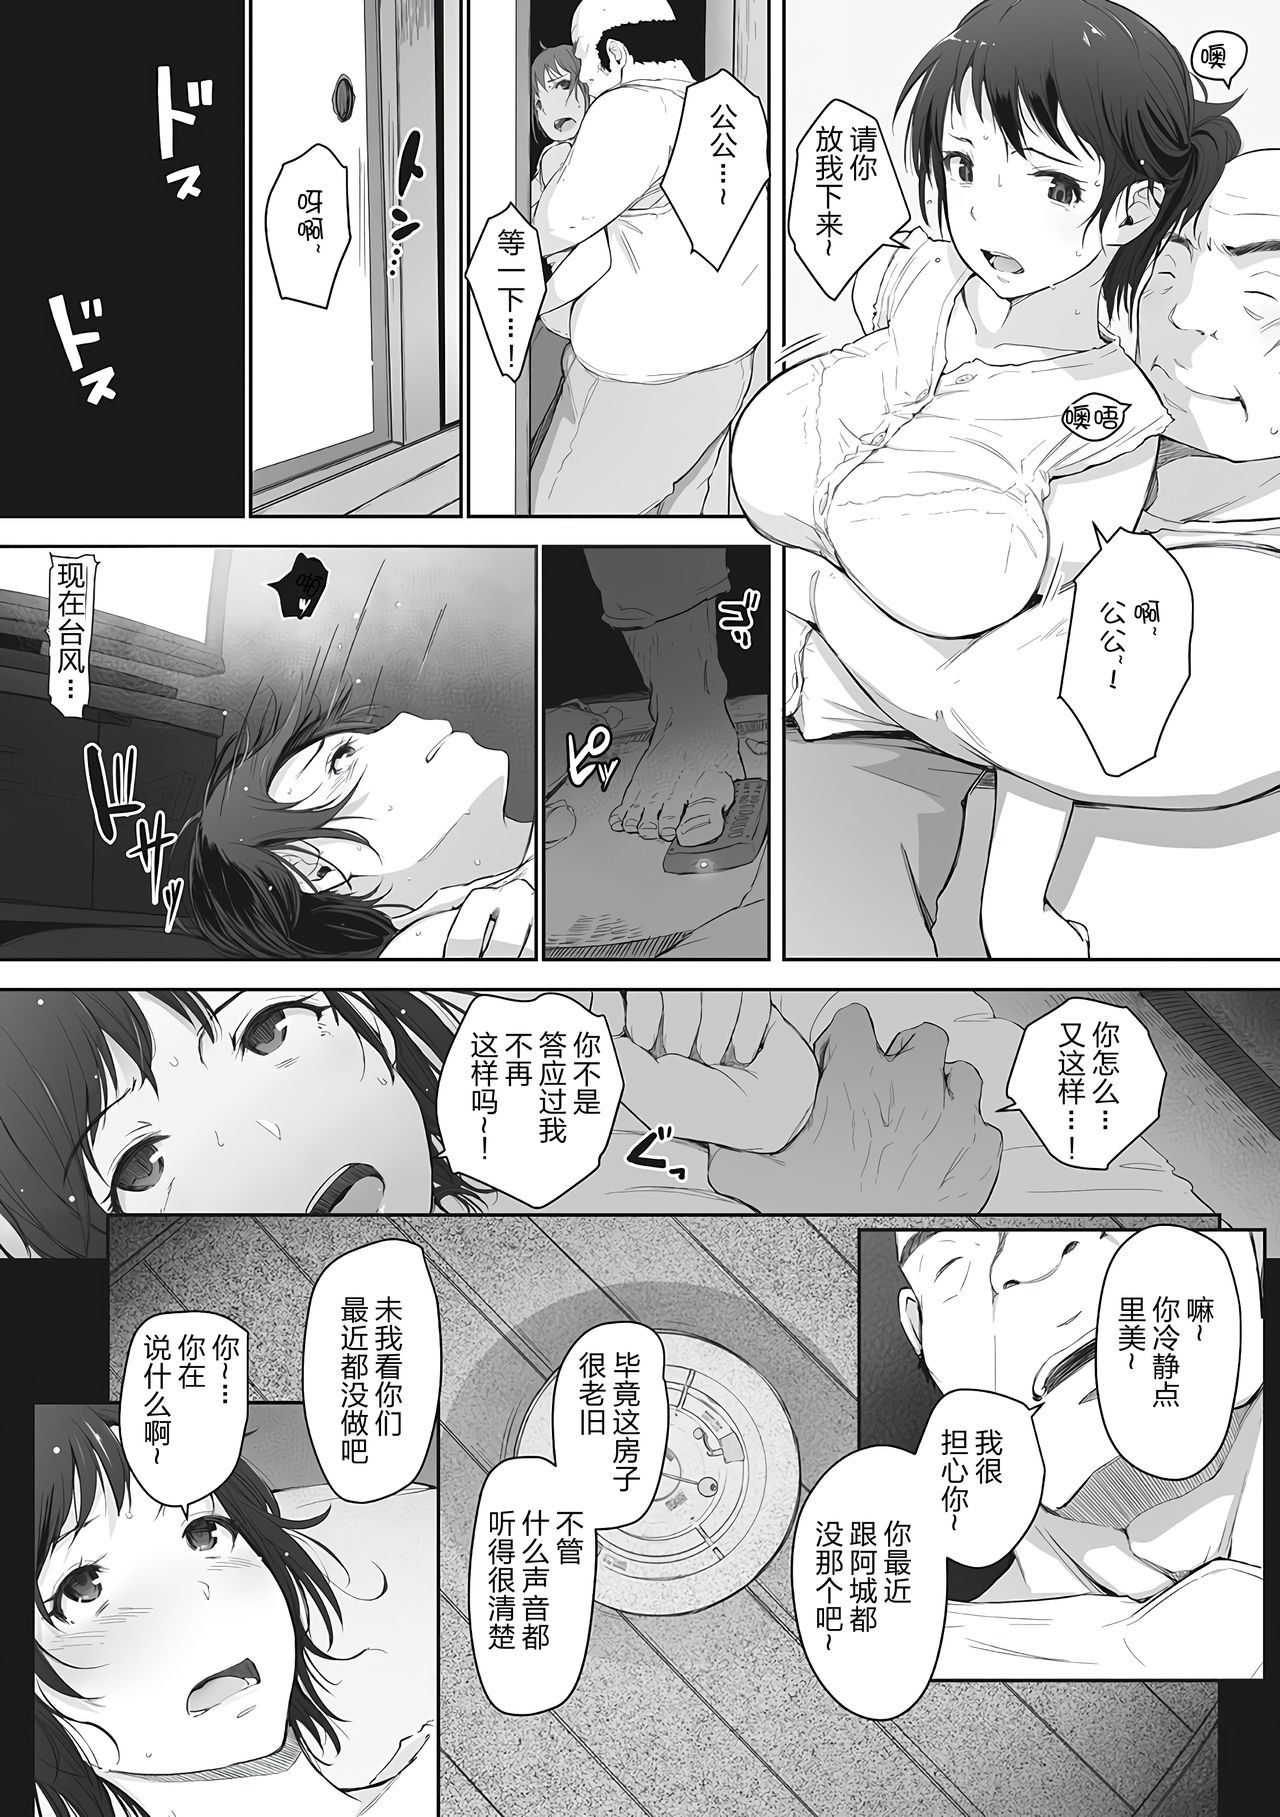 噢
请你
放我下来~
噢唔
啊~
公公~！
公公…~
等一下…！
呀啊~
ドスッ
トン…
ドスッ
ピッ
现在台风…
ドサッ
你怎么…
又这样…！
你不是
答应过我
不再
这样吗~！
ぐっ
嘛~
你冷静点
里美~
我很
担心你~
你最近
跟阿城都
没那个吧~
毕竟这房子
很老旧
不管
什么声音都
听得很清楚
未我看你们
最近都没做吧
你~…
你在
说什么啊~